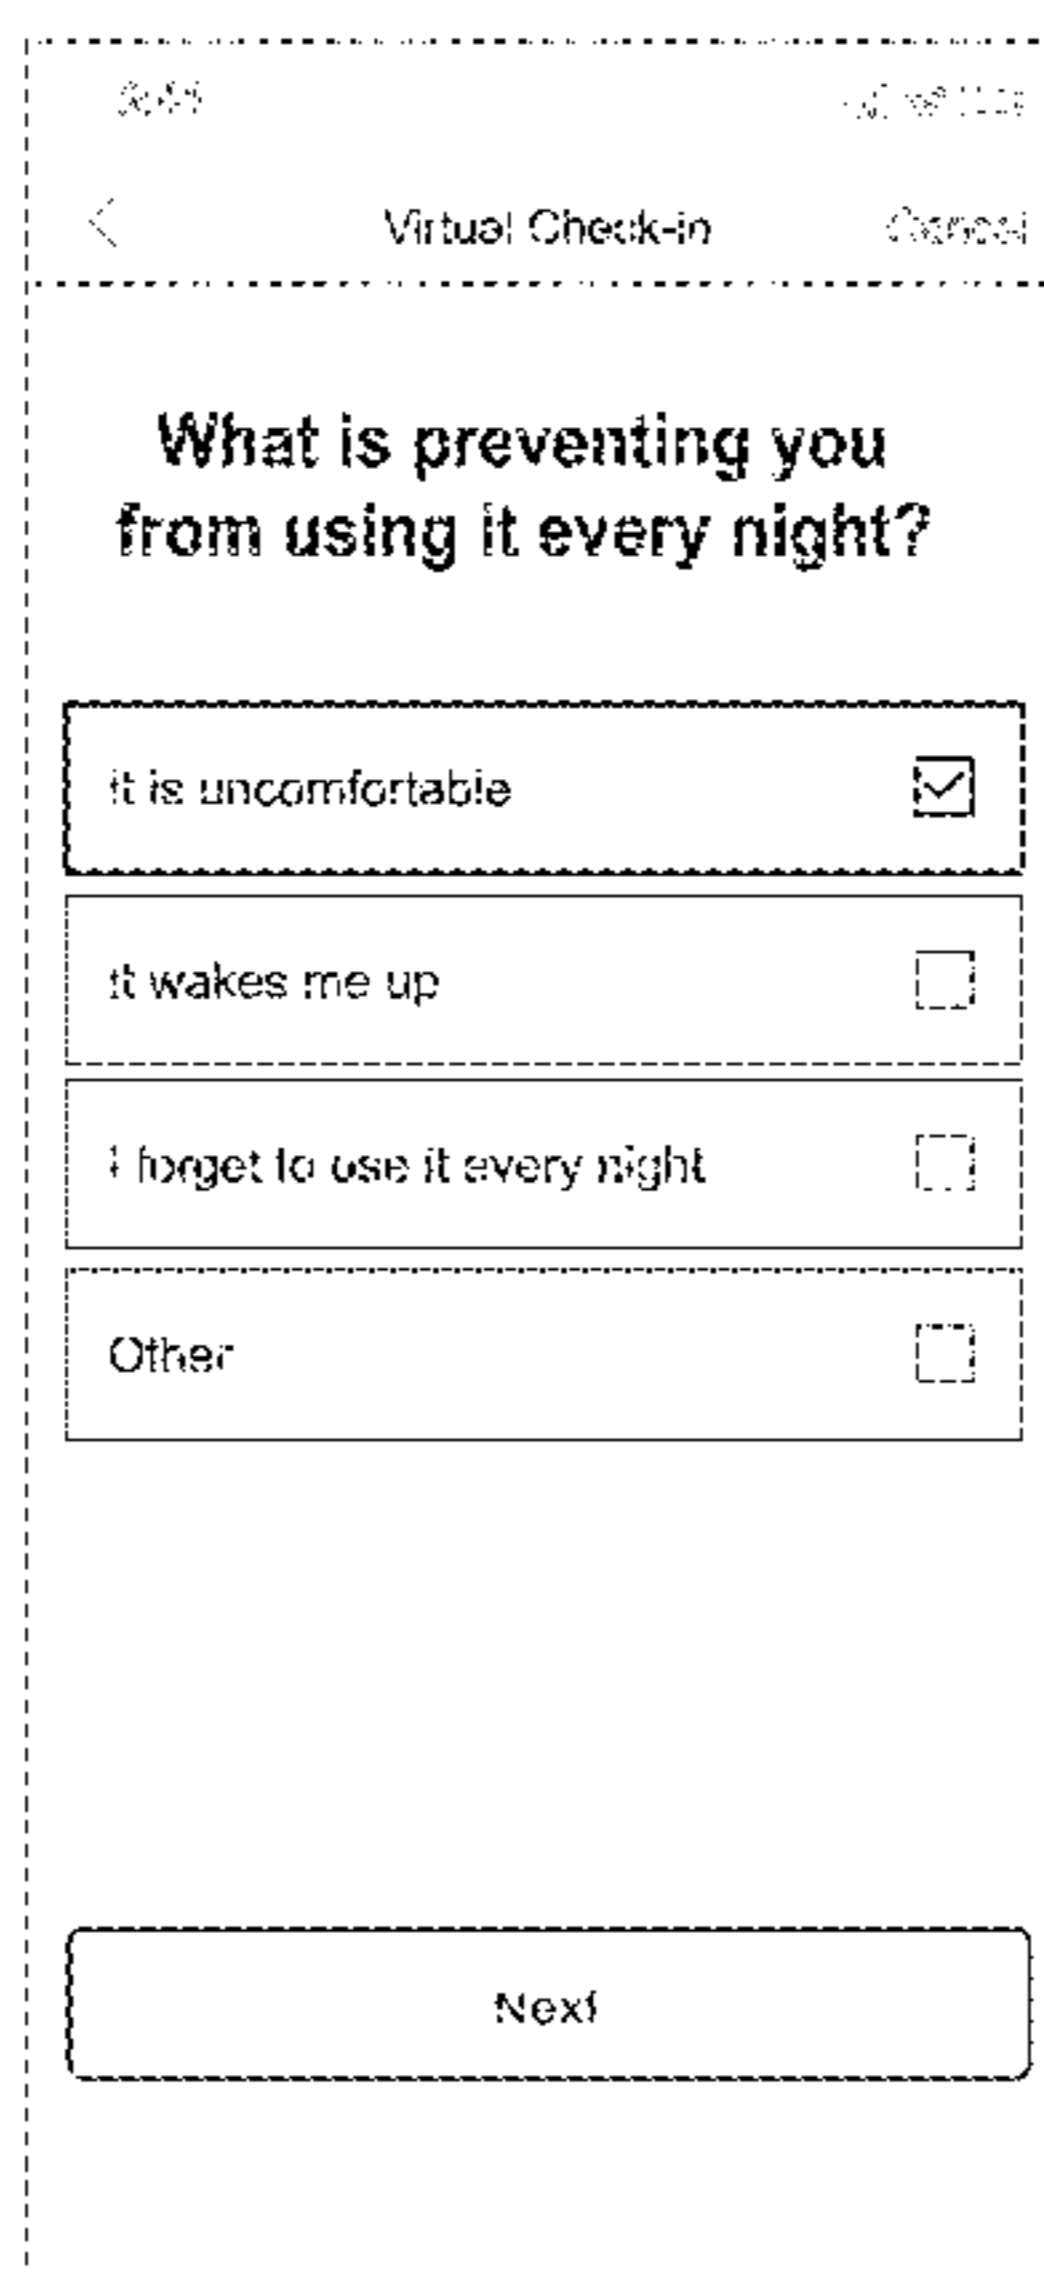 Virtual Check-in
Cancel
What is preventing you
from using it every night?
It is uncomfortable
It wakes me up
I forget to use it every night
Other
Next